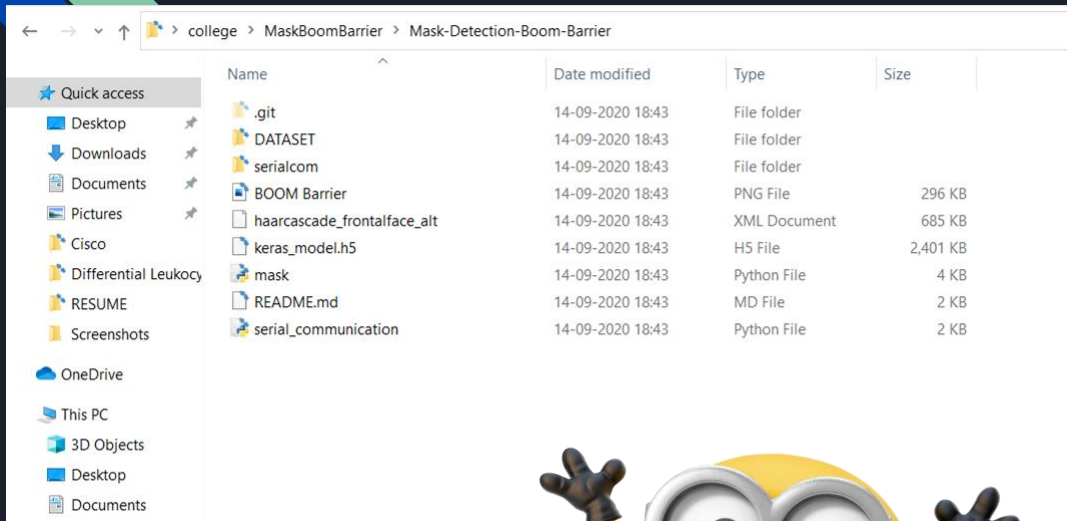 college > MaskBoomBarrier > Mask-Detection-Boom-Barrier
Name Date modified Type Size
Quick access
Desktop
Downloads
Documents
Pictures
Cisco
Differential Leukocy
RESUME
Screenshots
OneDrive
This PC
3D Objects
Desktop
Documents
.git 14-09-2020 18:43 File folder
DATASET 14-09-2020 18:43 File folder
serialcom 14-09-2020 18:43 File folder
BOOM Barrier 14-09-2020 18:43 PNG File 296 KB
haarcascade_frontalface_alt 14-09-2020 18:43 XML Document 685 KB
keras_model.h5 14-09-2020 18:43 H5 File 2,401 KB
mask 14-09-2020 18:43 Python File 4 KB
README.md 14-09-2020 18:43 MD File 2 KB
serial_communication 14-09-2020 18:43 Python File 2 KB